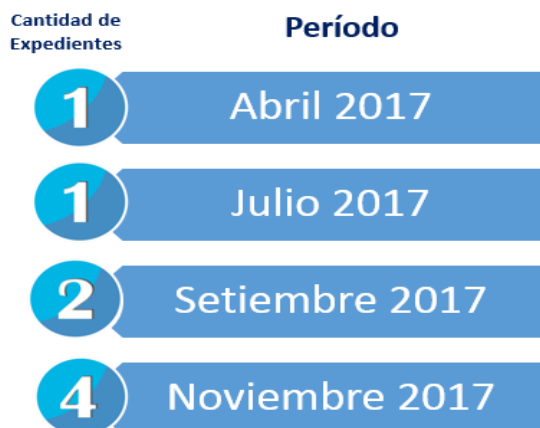 Cantidad de
Expedientes
Período
1
Abril 2017
1
Julio 2017
2
Setiembre 2017
4
Noviembre 2017